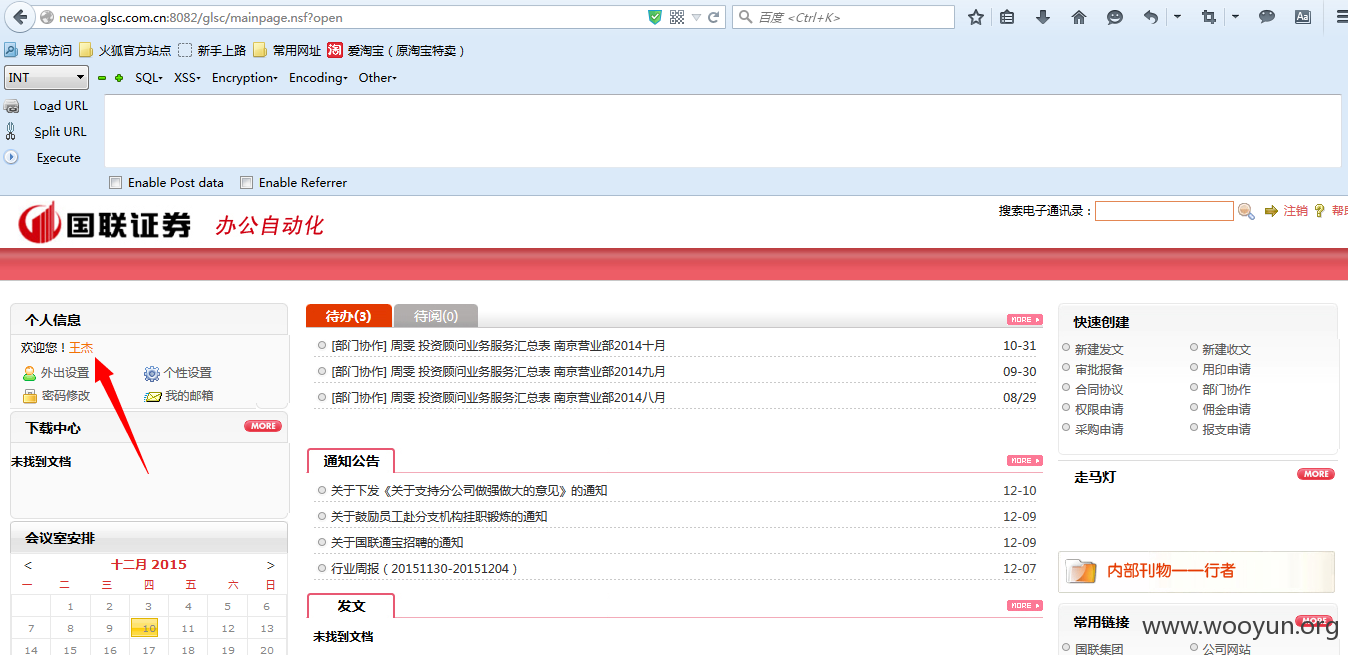 newoa.glsc.com.cn:8082/glsc/mainpage.nsf?open
百度 <Ctrl+K>
最常访问 火狐官方站点 新手上路 常用网址 淘 爱淘宝（原淘宝特卖）
INT SQL XSS Encryption Encoding Other
Load URL
Split URL
Execute
Enable Post data Enable Referrer
国联证券 办公自动化
搜索电子通讯录： 注销 帮
个人信息
欢迎您！王杰
外出设置 个性设置
密码修改 我的邮箱
下载中心 MORE
未找到文档
会议室安排
< 十二月 2015 >
一 二 三 四 五 六 日
1 2 3 4 5 6
7 8 9 10 11 12 13
14 15 16 17 18 19 20
待办(3) 待阅(0) MORE
[部门协作] 周雯 投资顾问业务服务汇总表 南京营业部2014十月 10-31
[部门协作] 周雯 投资顾问业务服务汇总表 南京营业部2014九月 09-30
[部门协作] 周雯 投资顾问业务服务汇总表 南京营业部2014八月 08/29
通知公告 MORE
关于下发《关于支持分公司做强做大的意见》的通知 12-10
关于鼓励员工赴分支机构挂职锻炼的通知 12-09
关于国联通宝招聘的通知 12-09
行业周报（20151130-20151204） 12-07
发文 MORE
未找到文档
快速创建
新建发文 新建收文
审批报备 用印申请
合同协议 部门协作
权限申请 佣金申请
采购申请 报支申请
走马灯 MORE
内部刊物——行者
常用链接 MORE
国联集团 公司网站
www.wooyun.org